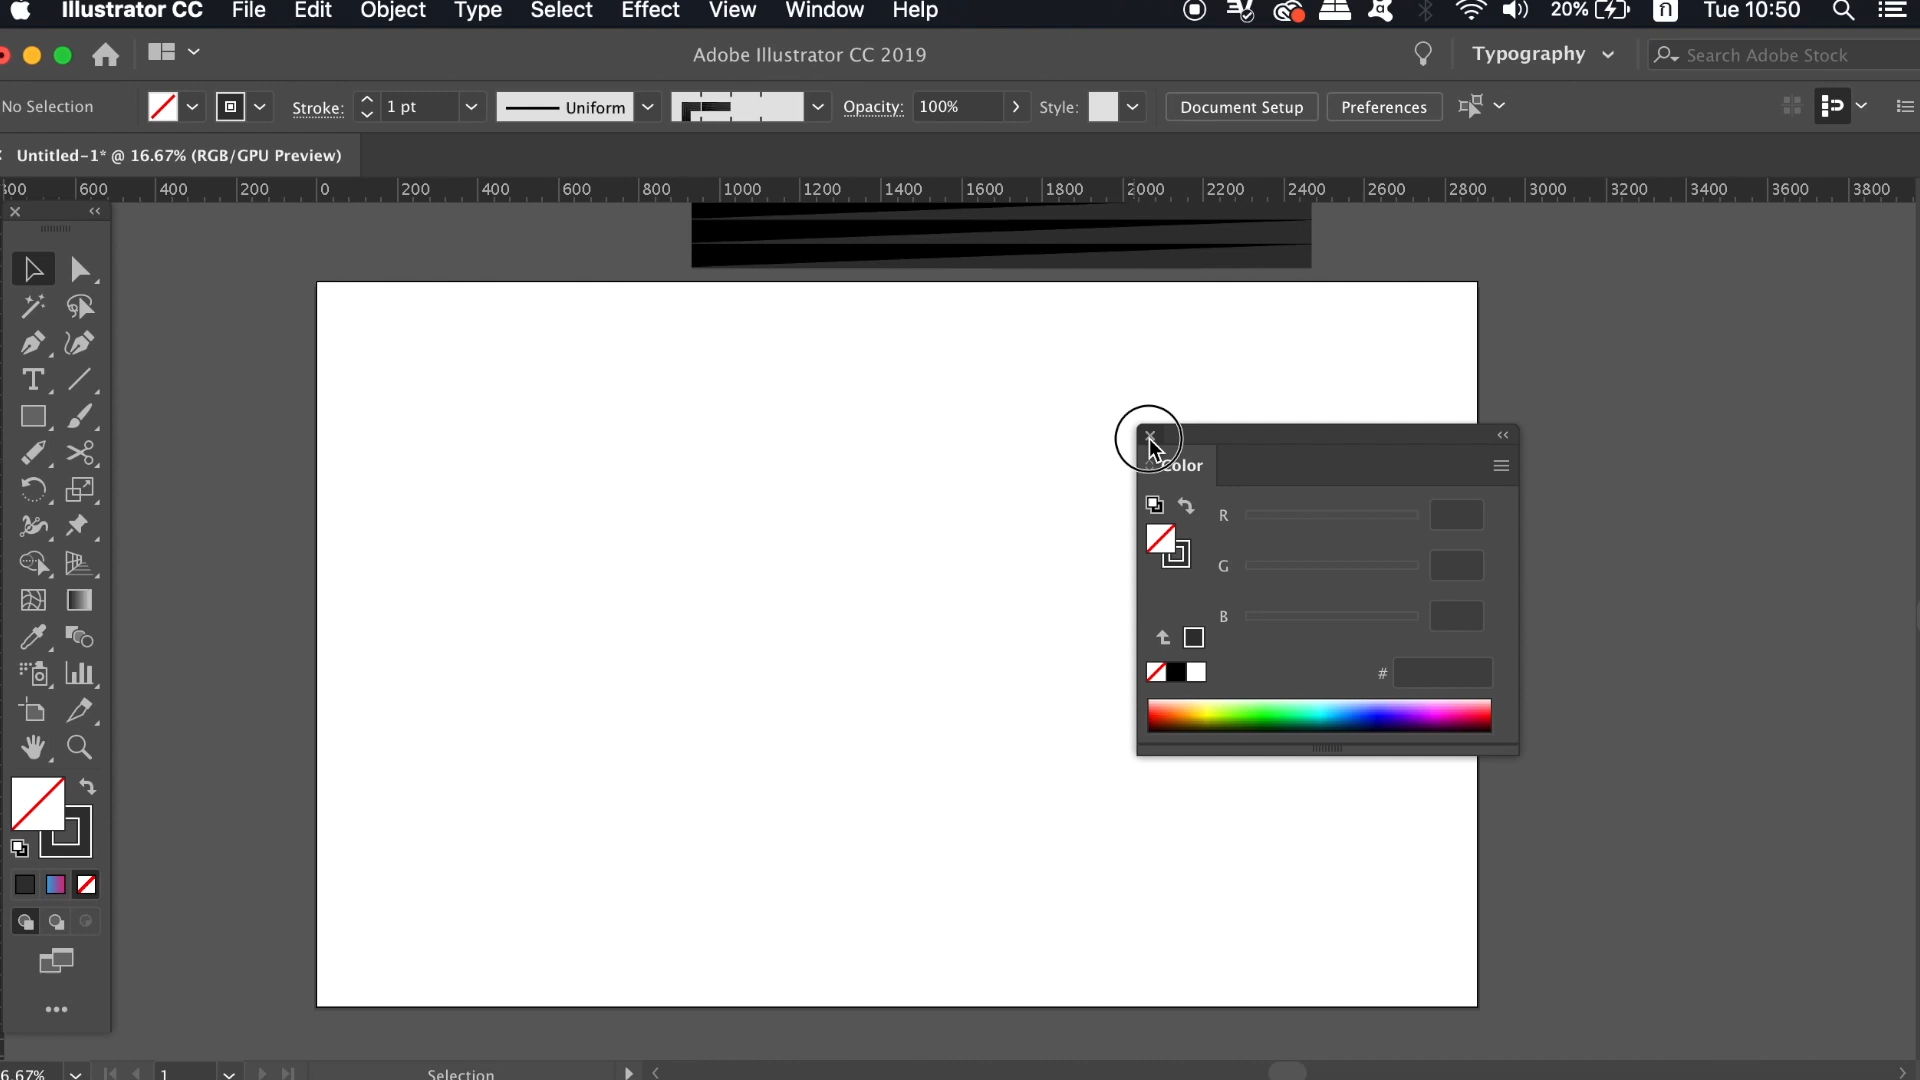 Illustrator CC File Edit Object Type Select Effect View Window Help 20% ก Tue 10:50
Adobe Illustrator CC 2019 Typography Search Adobe Stock
No Selection Stroke: 1 pt Uniform Opacity: 100% Style: Document Setup Preferences
Untitled-1* @ 16.67% (RGB/GPU Preview)
600 400 200 0 200 400 600 800 1000 1200 1400 1600 1800 2000 2200 2400 2600 2800 3000 3200 3400 3600 3800
Color
R
G
B
#
6.67% 1 Selection